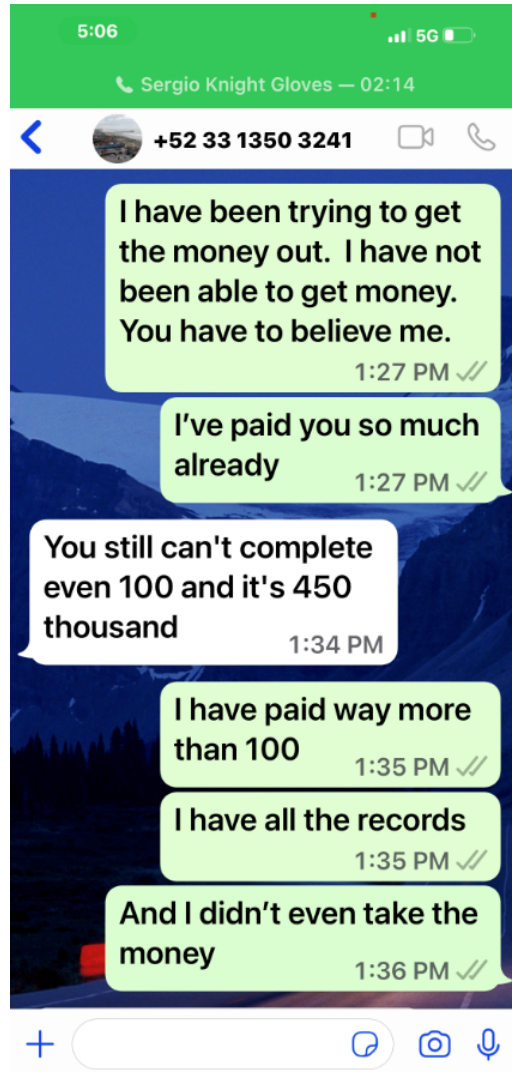 5:06
5G
Sergio Knight Gloves — 02:14
+52 33 1350 3241
I have been trying to get
the money out.  I have not
been able to get money.
You have to believe me.
1:27 PM
I’ve paid you so much
already
1:27 PM
You still can't complete
even 100 and it's 450
thousand
1:34 PM
I have paid way more
than 100
1:35 PM
I have all the records
1:35 PM
And I didn’t even take the
money
1:36 PM